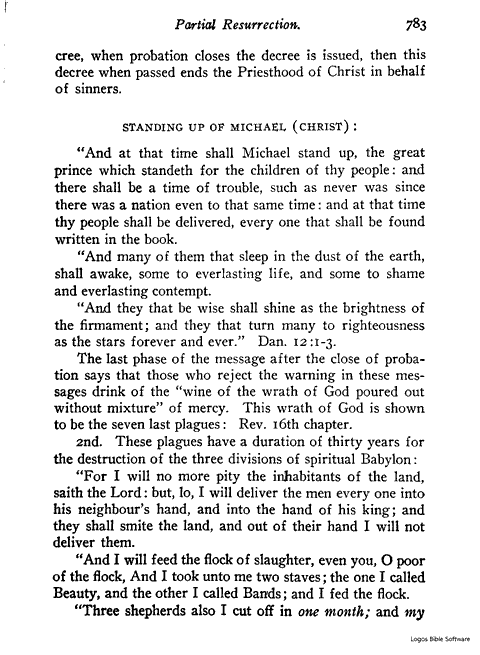 Partial Resurrection. 783
cree, when probation closes the decree is issued, then this
decree when passed ends the Priesthood of Christ in behalf
of sinners.
STANDING UP OF MICHAEL (CHRIST) :
“And at that time shall Michael stand up, the great
prince which standeth for the children of thy people: and
there shall be a time of trouble, such as never was since
there was a nation even to that same time: and at that time
thy people shall be delivered, every one that shall be found
written in the book.
“And many of them that sleep in the dust of the earth,
shall awake, some to everlasting life, and some to shame
and everlasting contempt.
“And they that be wise shall shine as the brightness of
the firmament; and they that turn many to righteousness
as the stars forever and ever.” Dan. 12:1-3.
The last phase of the message after the close of proba-
tion says that those who reject the warning in these mes-
sages drink of the “wine of the wrath of God poured out
without mixture” of mercy. This wrath of God is shown
to be the seven last plagues: Rev. 16th chapter.
2nd. These plagues have a duration of thirty years for
the destruction of the three divisions of spiritual Babylon:
“For I will no more pity the inhabitants of the land,
saith the Lord: but, lo, I will deliver the men every one into
his neighbour's hand, and into the hand of his king; and
they shall smite the land, and out of their hand I will not
deliver them.
“And I will feed the flock of slaughter, even you, O poor
of the flock, And I took unto me two staves; the one I called
Beauty, and the other I called Bands; and I fed the flock.
“Three shepherds also I cut off in one month; and my
Logos Bible Software